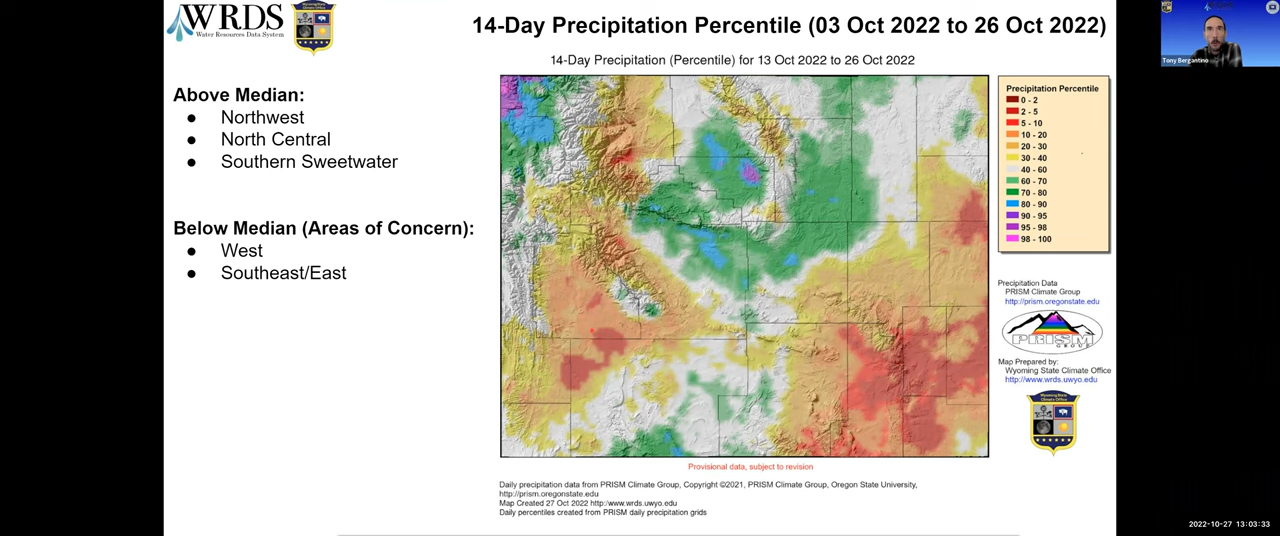 WRDS
Water Resources Data System
14-Day Precipitation Percentile (03 Oct 2022 to 26 Oct 2022)
Tony Bergantino
14-Day Precipitation (Percentile) for 13 Oct 2022 to 26 Oct 2022
Above Median:
● Northwest
● North Central
● Southern Sweetwater
Below Median (Areas of Concern):
● West
● Southeast/East
Precipitation Percentile
0 - 2
2 - 5
5 - 10
10 - 20
20 - 30
30 - 40
40 - 60
60 - 70
70 - 80
80 - 90
90 - 95
95 - 98
98 - 100
Precipitation Data
PRISM Climate Group
http://prism.oregonstate.edu
PRISM
GROUP
Map Prepared by:
Wyoming State Climate Office
http://www.wrds.uwyo.edu
Wyoming State
Climate Office
Provisional data, subject to revision
Daily precipitation data from PRISM Climate Group, Copyright ©2021, PRISM Climate Group, Oregon State University,
http://prism.oregonstate.edu
Map Created 27 Oct 2022 http:/www.wrds.uwyo.edu
Daily percentiles created from PRISM daily precipitation grids
2022-10-27 13:03:33